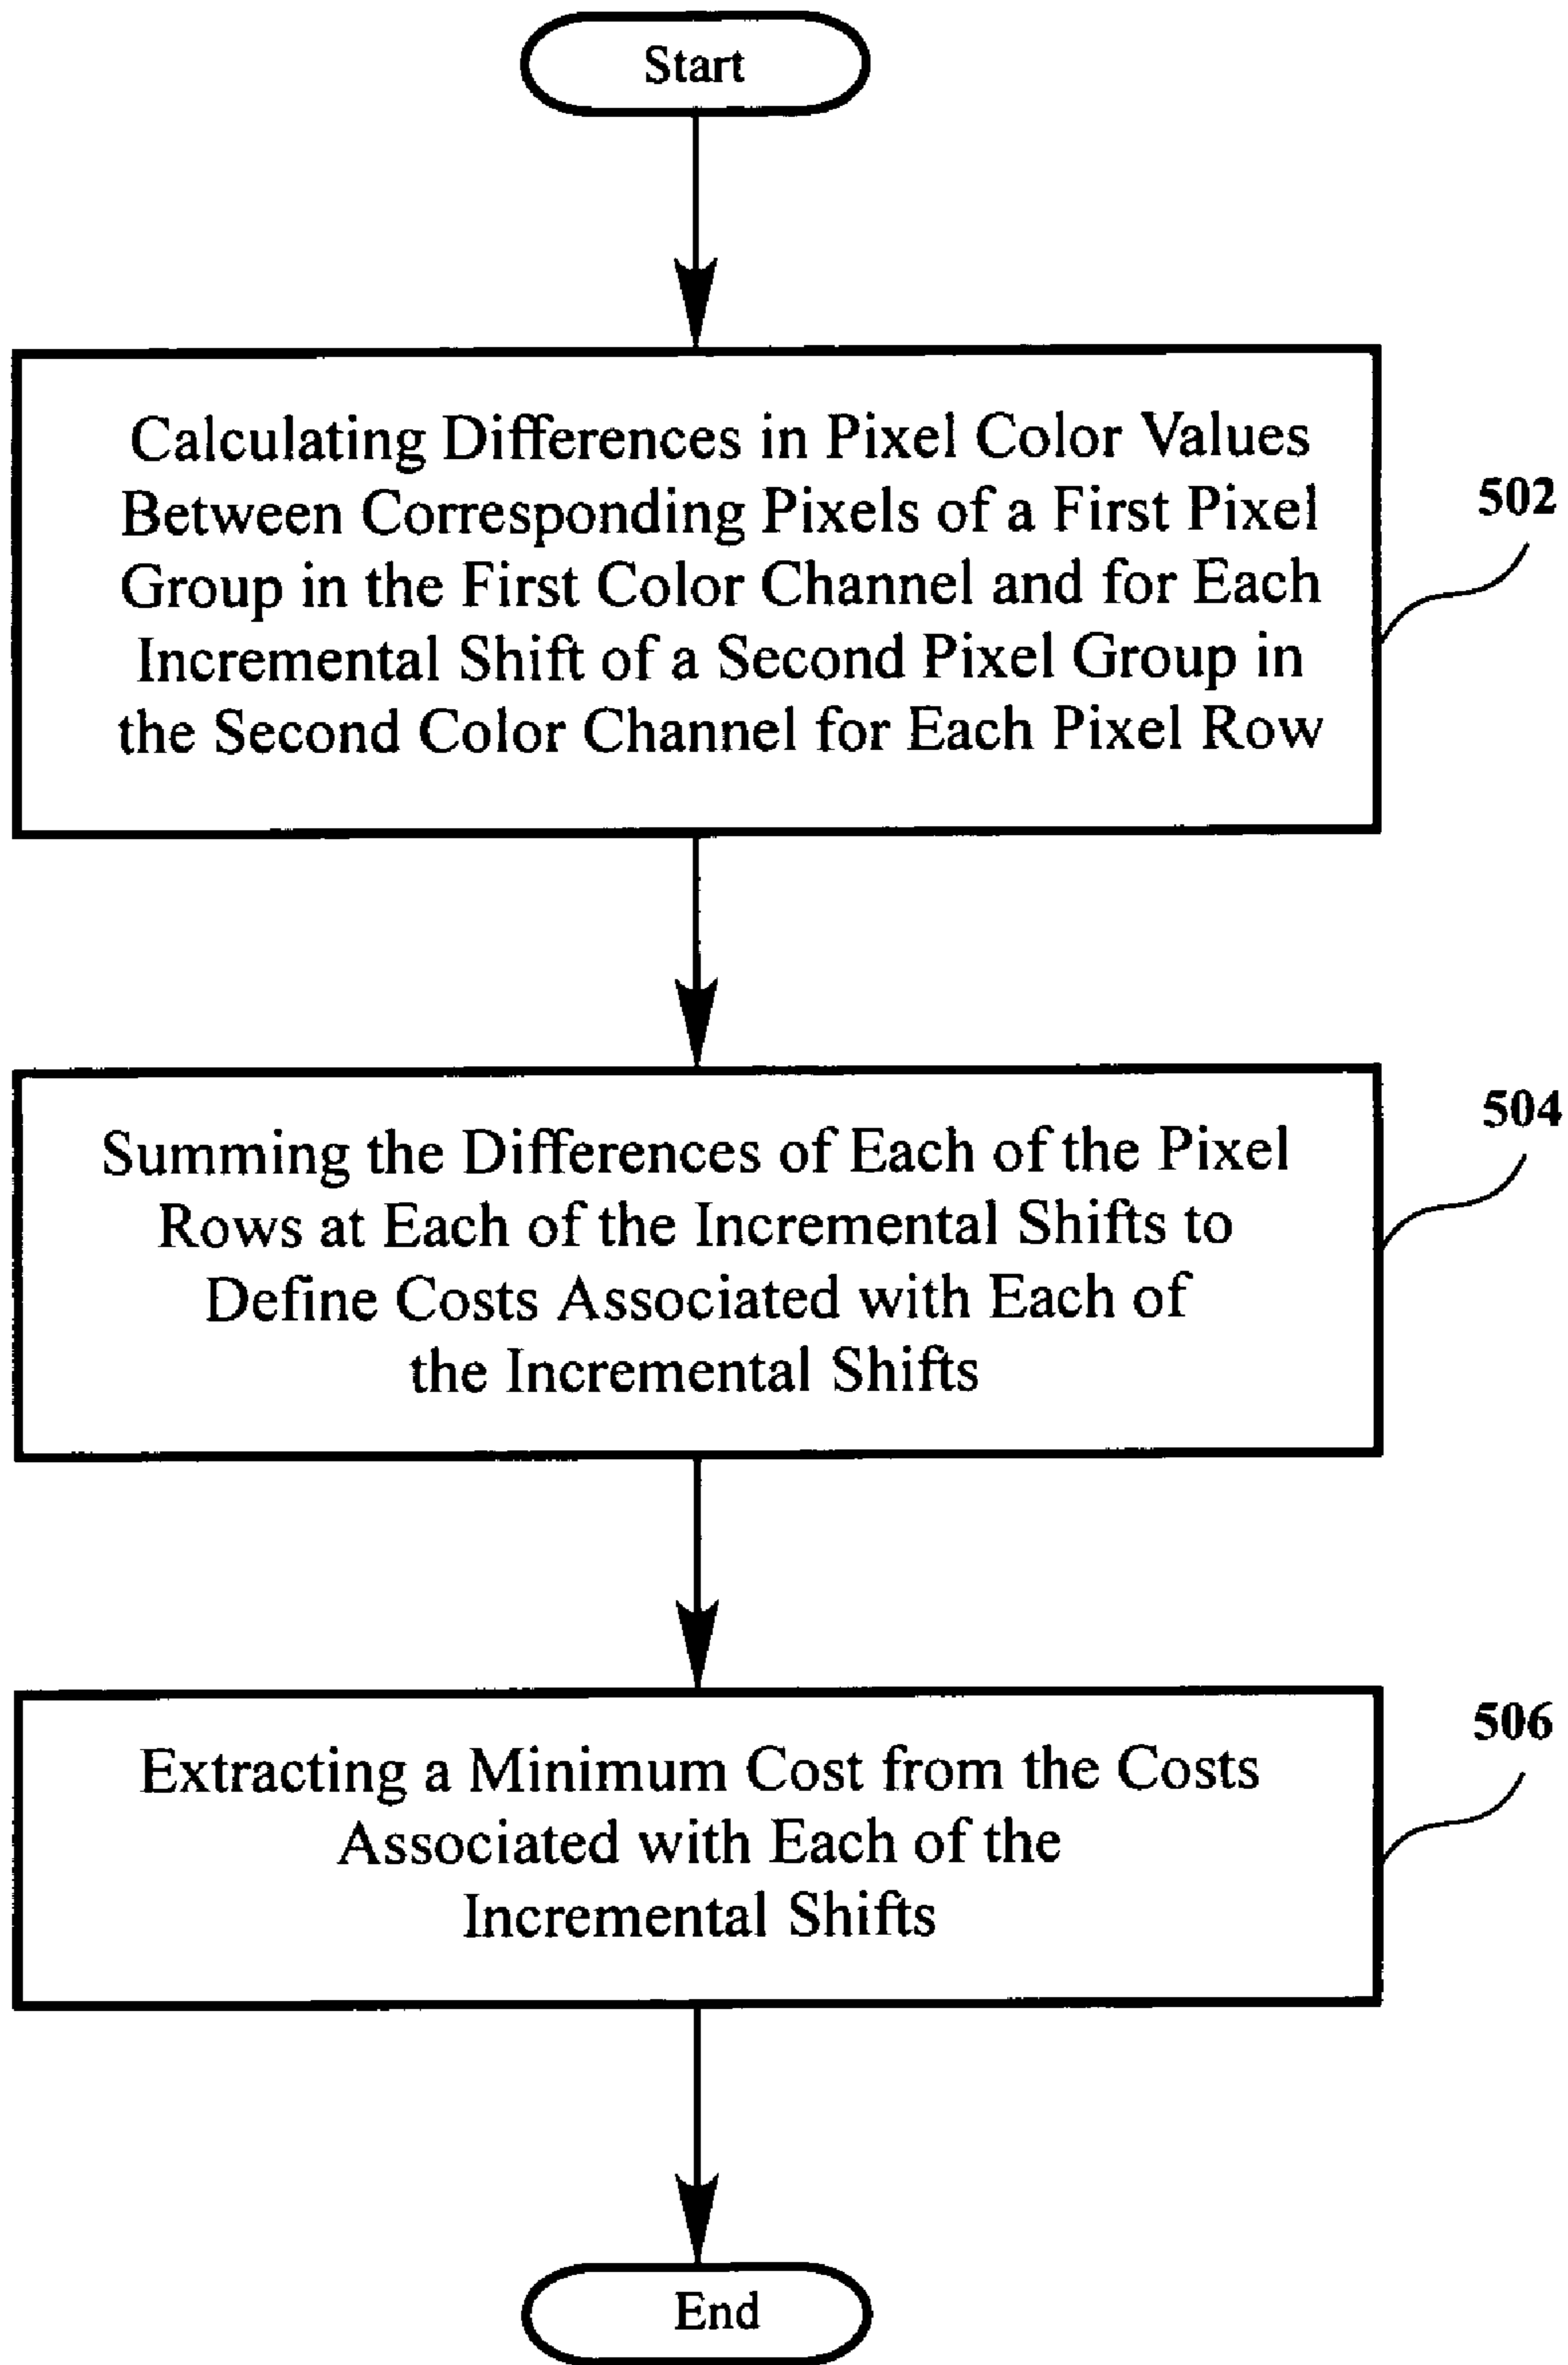 Start
Calculating Differences in Pixel Color Values
Between Corresponding Pixels of a First Pixel
Group in the First Color Channel and for Each
Incremental Shift of a Second Pixel Group in
the Second Color Channel for Each Pixel Row
502
Summing the Differences of Each of the Pixel
Rows at Each of the Incremental Shifts to
Define Costs Associated with Each of
the Incremental Shifts
504
Extracting a Minimum Cost from the Costs
Associated with Each of the
Incremental Shifts
506
End